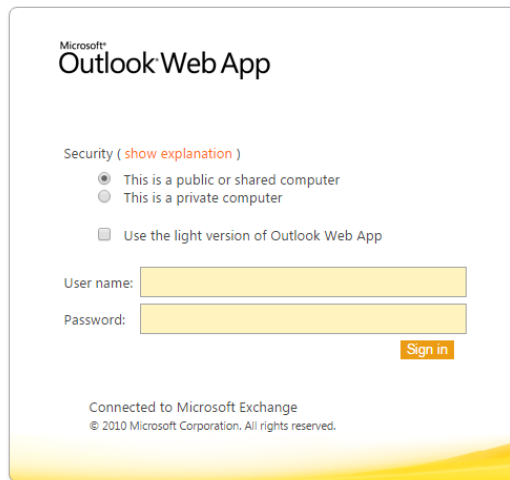 Microsoft®
Outlook Web App
Security ( show explanation )
This is a public or shared computer
This is a private computer
Use the light version of Outlook Web App
User name:
Password:
Sign in
Connected to Microsoft Exchange
© 2010 Microsoft Corporation. All rights reserved.